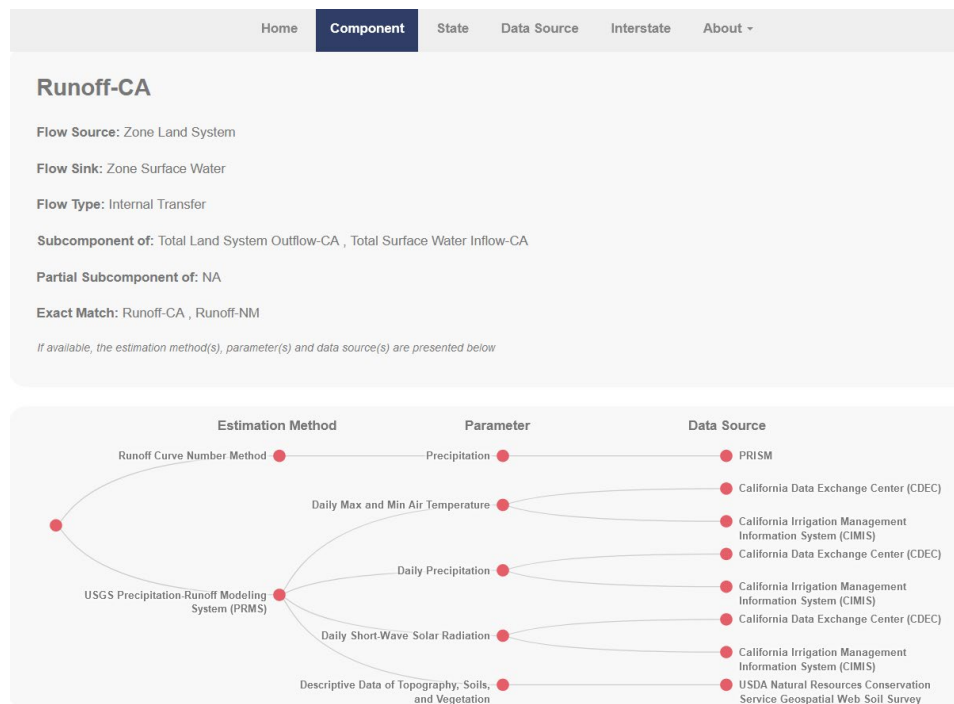 Home Component State Data Source Interstate About
Runoff-CA
Flow Source: Zone Land System
Flow Sink: Zone Surface Water
Flow Type: Internal Transfer
Subcomponent of: Total Land System Outflow-CA , Total Surface Water Inflow-CA
Partial Subcomponent of: NA
Exact Match: Runoff-CA , Runoff-NM
If available, the estimation method(s), parameter(s) and data source(s) are presented below
Estimation Method Parameter Data Source
Runoff Curve Number Method Precipitation PRISM
California Data Exchange Center (CDEC)
Daily Max and Min Air Temperature
California Irrigation Management
Information System (CIMIS)
California Data Exchange Center (CDEC)
Daily Precipitation
California Irrigation Management
Information System (CIMIS)
USGS Precipitation-Runoff Modeling
System (PRMS)
California Data Exchange Center (CDEC)
Daily Short-Wave Solar Radiation
California Irrigation Management
Information System (CIMIS)
Descriptive Data of Topography, Soils,
and Vegetation
USDA Natural Resources Conservation
Service Geospatial Web Soil Survey